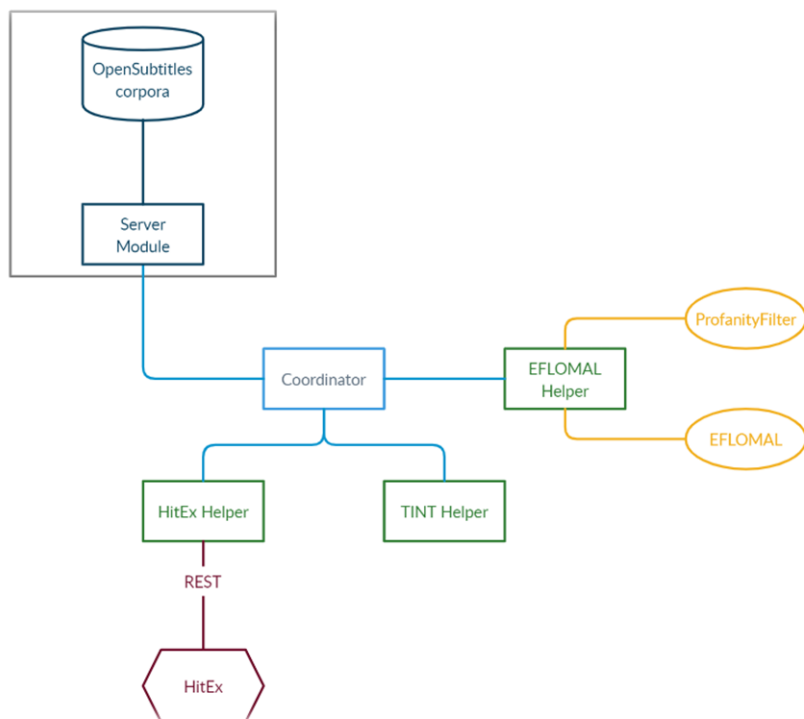 OpenSubtitles
corpora
Server
Module
ProfanityFilter
Coordinator
EFLOMAL
Helper
EFLOMAL
HitEx Helper
TINT Helper
REST
HitEx